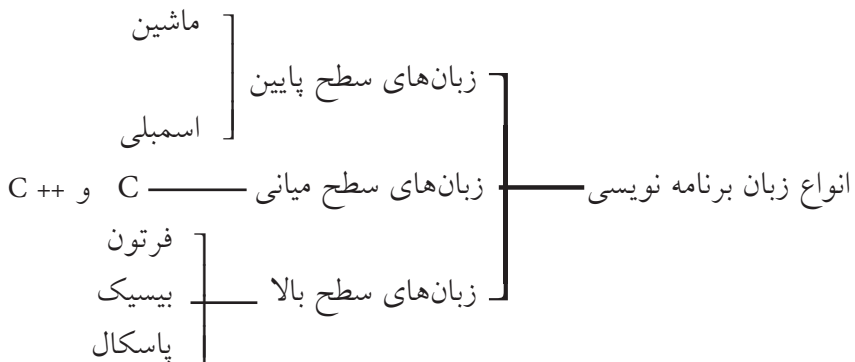 ماشین
زبان‌های سطح پایین
اسمبلی
انواع زبان برنامه نویسی
زبان‌های سطح میانی
C و C ++
فرتون
زبان‌های سطح بالا
بیسیک
پاسکال